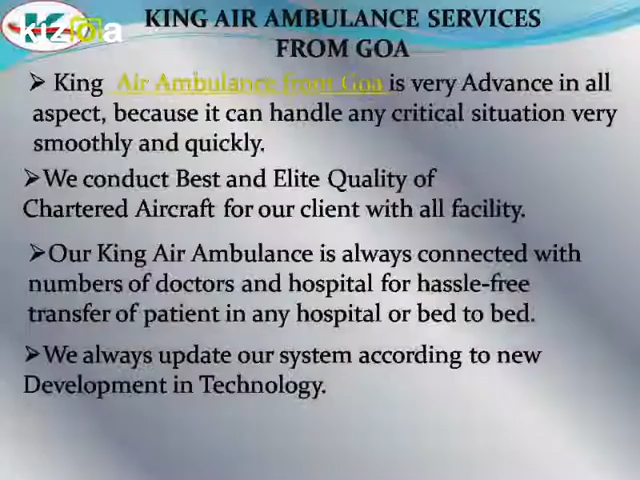 kizoa
KING AIR AMBULANCE SERVICES
FROM GOA
➢ King Air Ambulance from Goa is very Advance in all
aspect, because it can handle any critical situation very
smoothly and quickly.
➢We conduct Best and Elite Quality of
Chartered Aircraft for our client with all facility.
➢Our King Air Ambulance is always connected with
numbers of doctors and hospital for hassle-free
transfer of patient in any hospital or bed to bed.
➢We always update our system according to new
Development in Technology.